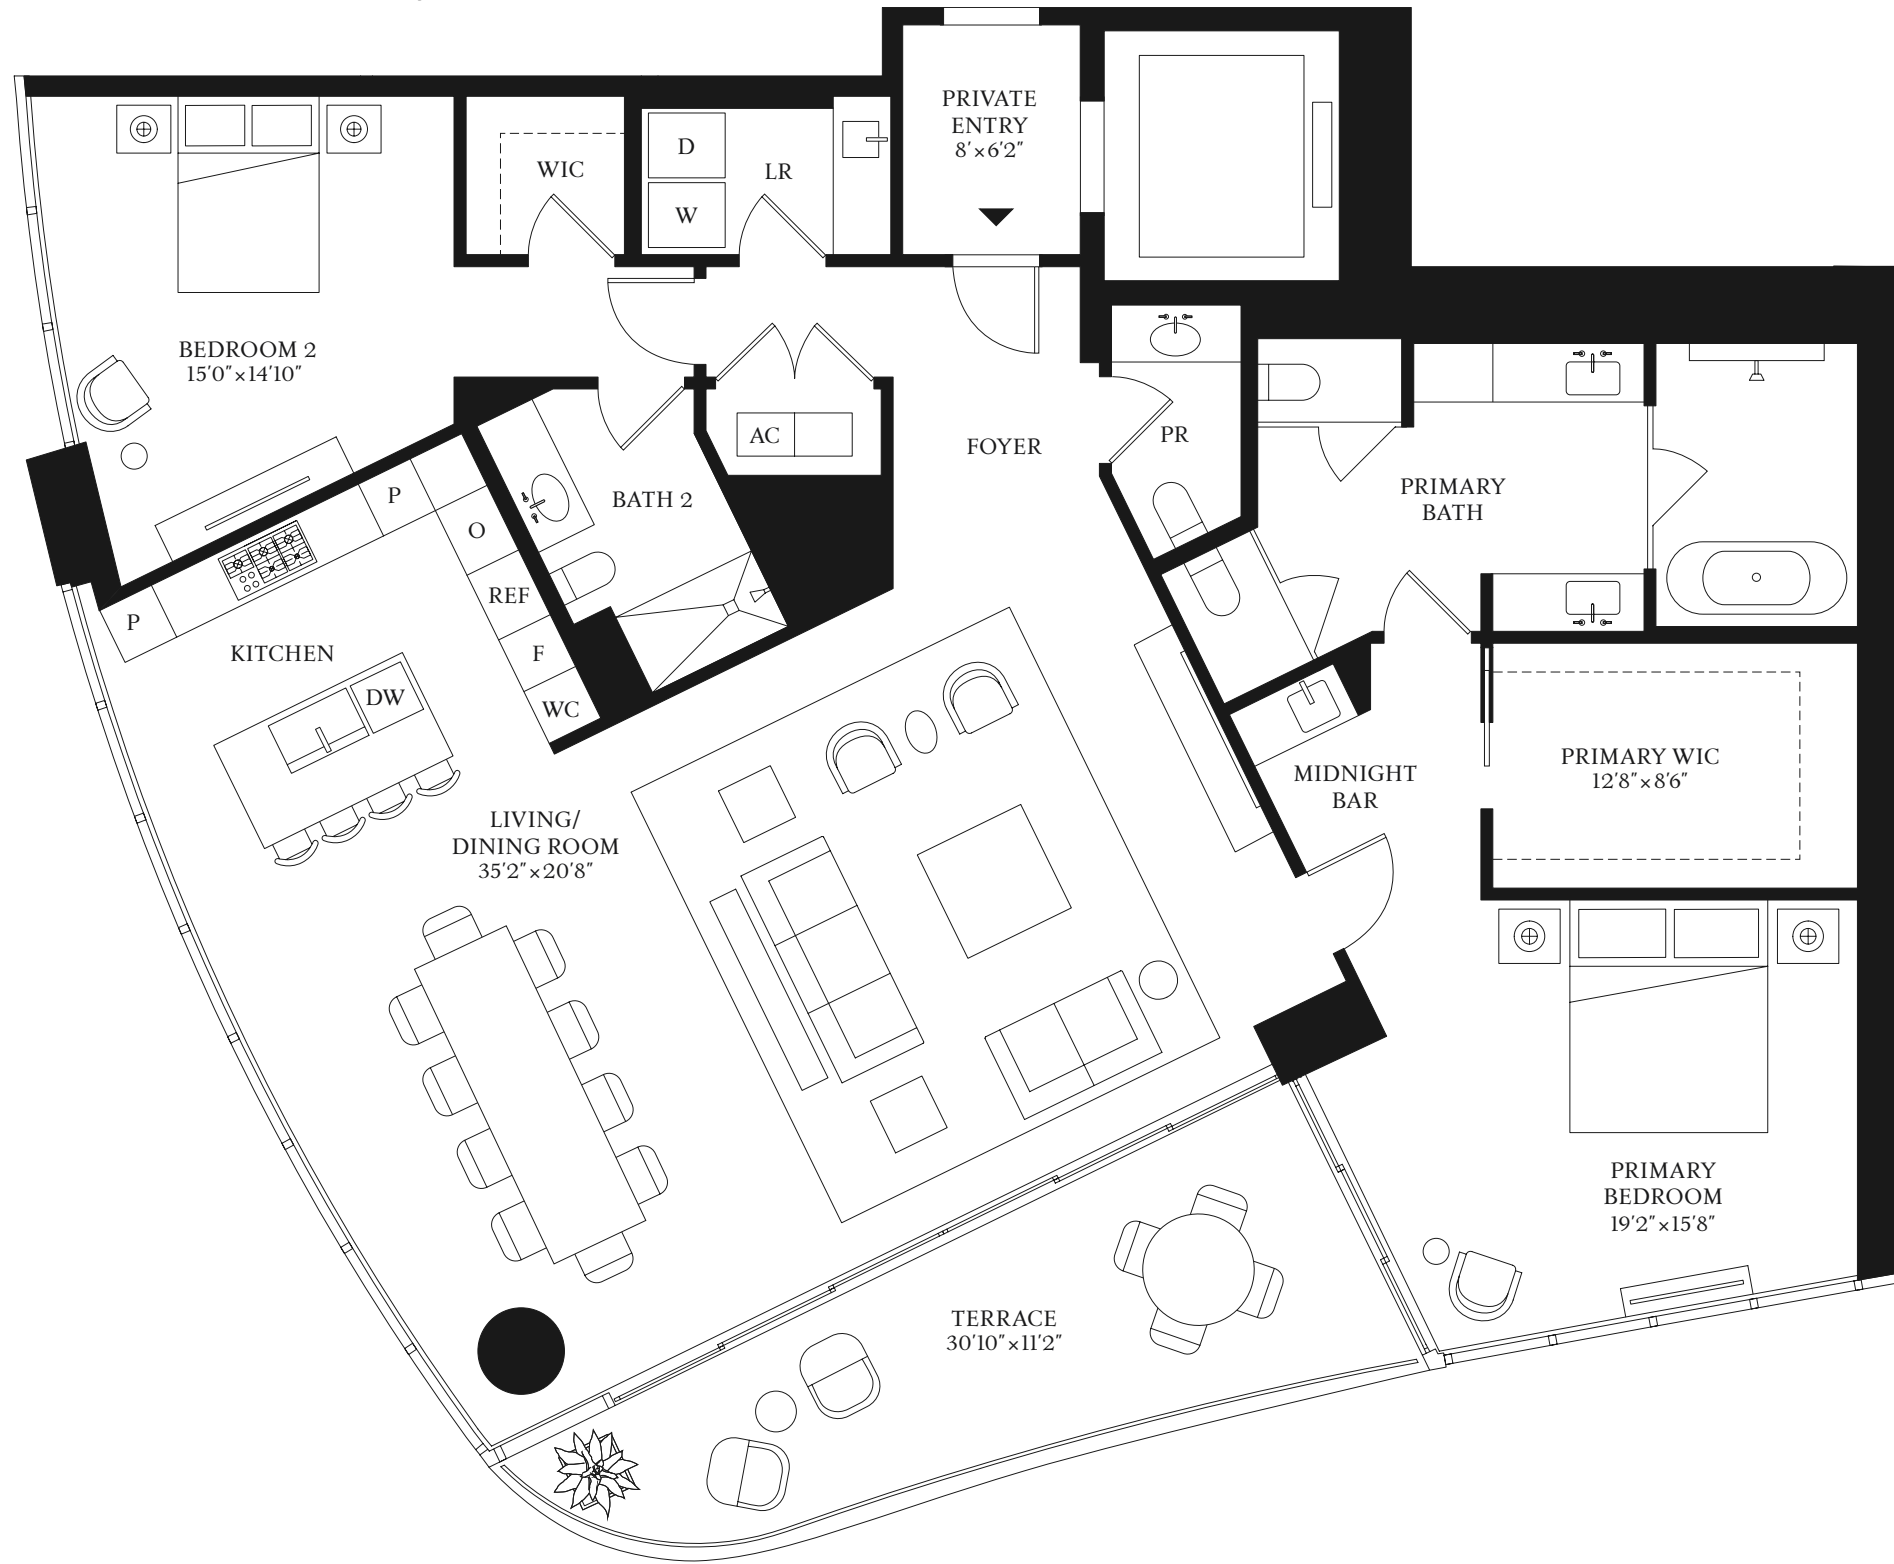 PRIVATE
ENTRY
8'×6'2"
D
WIC
LR
W
BEDROOM 2
15'0"×14'10"
AC
PR
FOYER
P
BATH 2
PRIMARY
BATH
O
REF
P
KITCHEN
F
DW
WC
PRIMARY WIC
12'8"×8'6"
MIDNIGHT
BAR
LIVING/
DINING ROOM
35'2"×20'8"
PRIMARY
BEDROOM
19'2"×15'8"
TERRACE
30'10"×11'2"